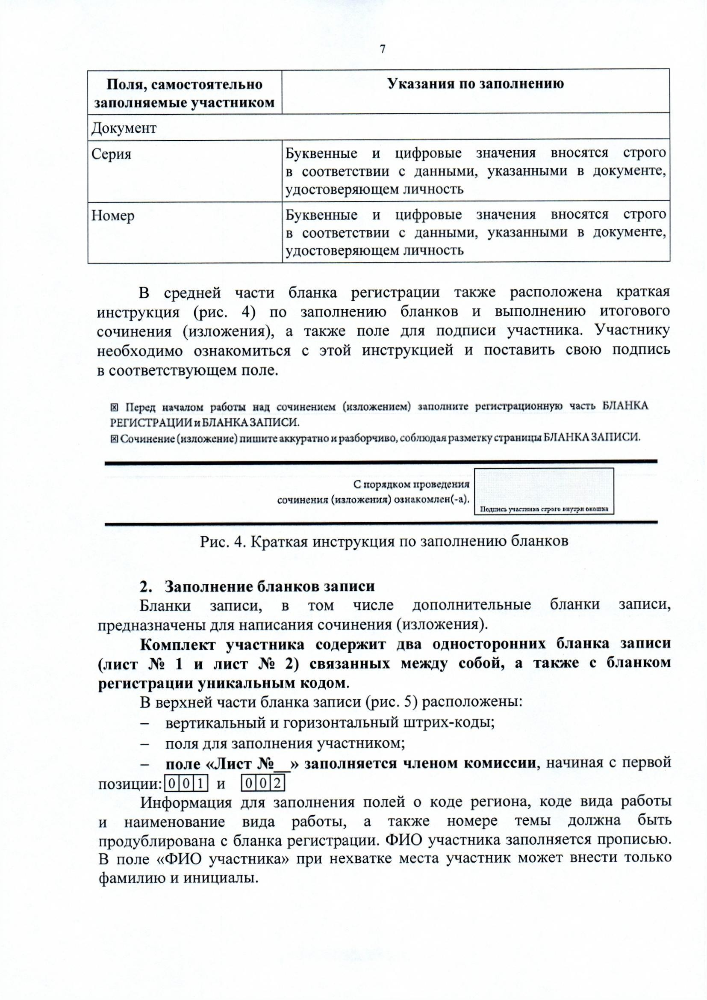 7
Поля, самостоятельно
заполняемые участником
Указания по заполнению
Документ
Серия
Буквенные и цифровые значения вносятся строго
в соответствии с данными, указанными в документе,
удостоверяющем личность
Номер
Буквенные и цифровые значения вносятся строго
в соответствии с данными, указанными в документе,
удостоверяющем личность
В средней части бланка регистрации также расположена краткая
инструкция (рис. 4) по заполнению бланков и выполнению итогового
сочинения (изложения), а также поле для подписи участника. Участнику
необходимо ознакомиться с этой инструкцией и поставить свою подпись
в соответствующем поле.
☒ Перед началом работы над сочинением (изложением) заполните регистрационную часть БЛАНКА
РЕГИСТРАЦИИ и БЛАНКА ЗАПИСИ.
☒ Сочинение (изложение) пишите аккуратно и разборчиво, соблюдая разметку страницы БЛАНКА ЗАПИСИ.
С порядком проведения
сочинения (изложения) ознакомлен(-а).
Подпись участника строго внутри окошка
Рис. 4. Краткая инструкция по заполнению бланков
2. Заполнение бланков записи
Бланки записи, в том числе дополнительные бланки записи,
предназначены для написания сочинения (изложения).
Комплект участника содержит два односторонних бланка записи
(лист № 1 и лист № 2) связанных между собой, а также с бланком
регистрации уникальным кодом.
В верхней части бланка записи (рис. 5) расположены:
– вертикальный и горизонтальный штрих-коды;
– поля для заполнения участником;
– поле «Лист №__» заполняется членом комиссии, начиная с первой
позиции: 0 0 1 и 0 0 2
Информация для заполнения полей о коде региона, коде вида работы
и наименование вида работы, а также номере темы должна быть
продублирована с бланка регистрации. ФИО участника заполняется прописью.
В поле «ФИО участника» при нехватке места участник может внести только
фамилию и инициалы.